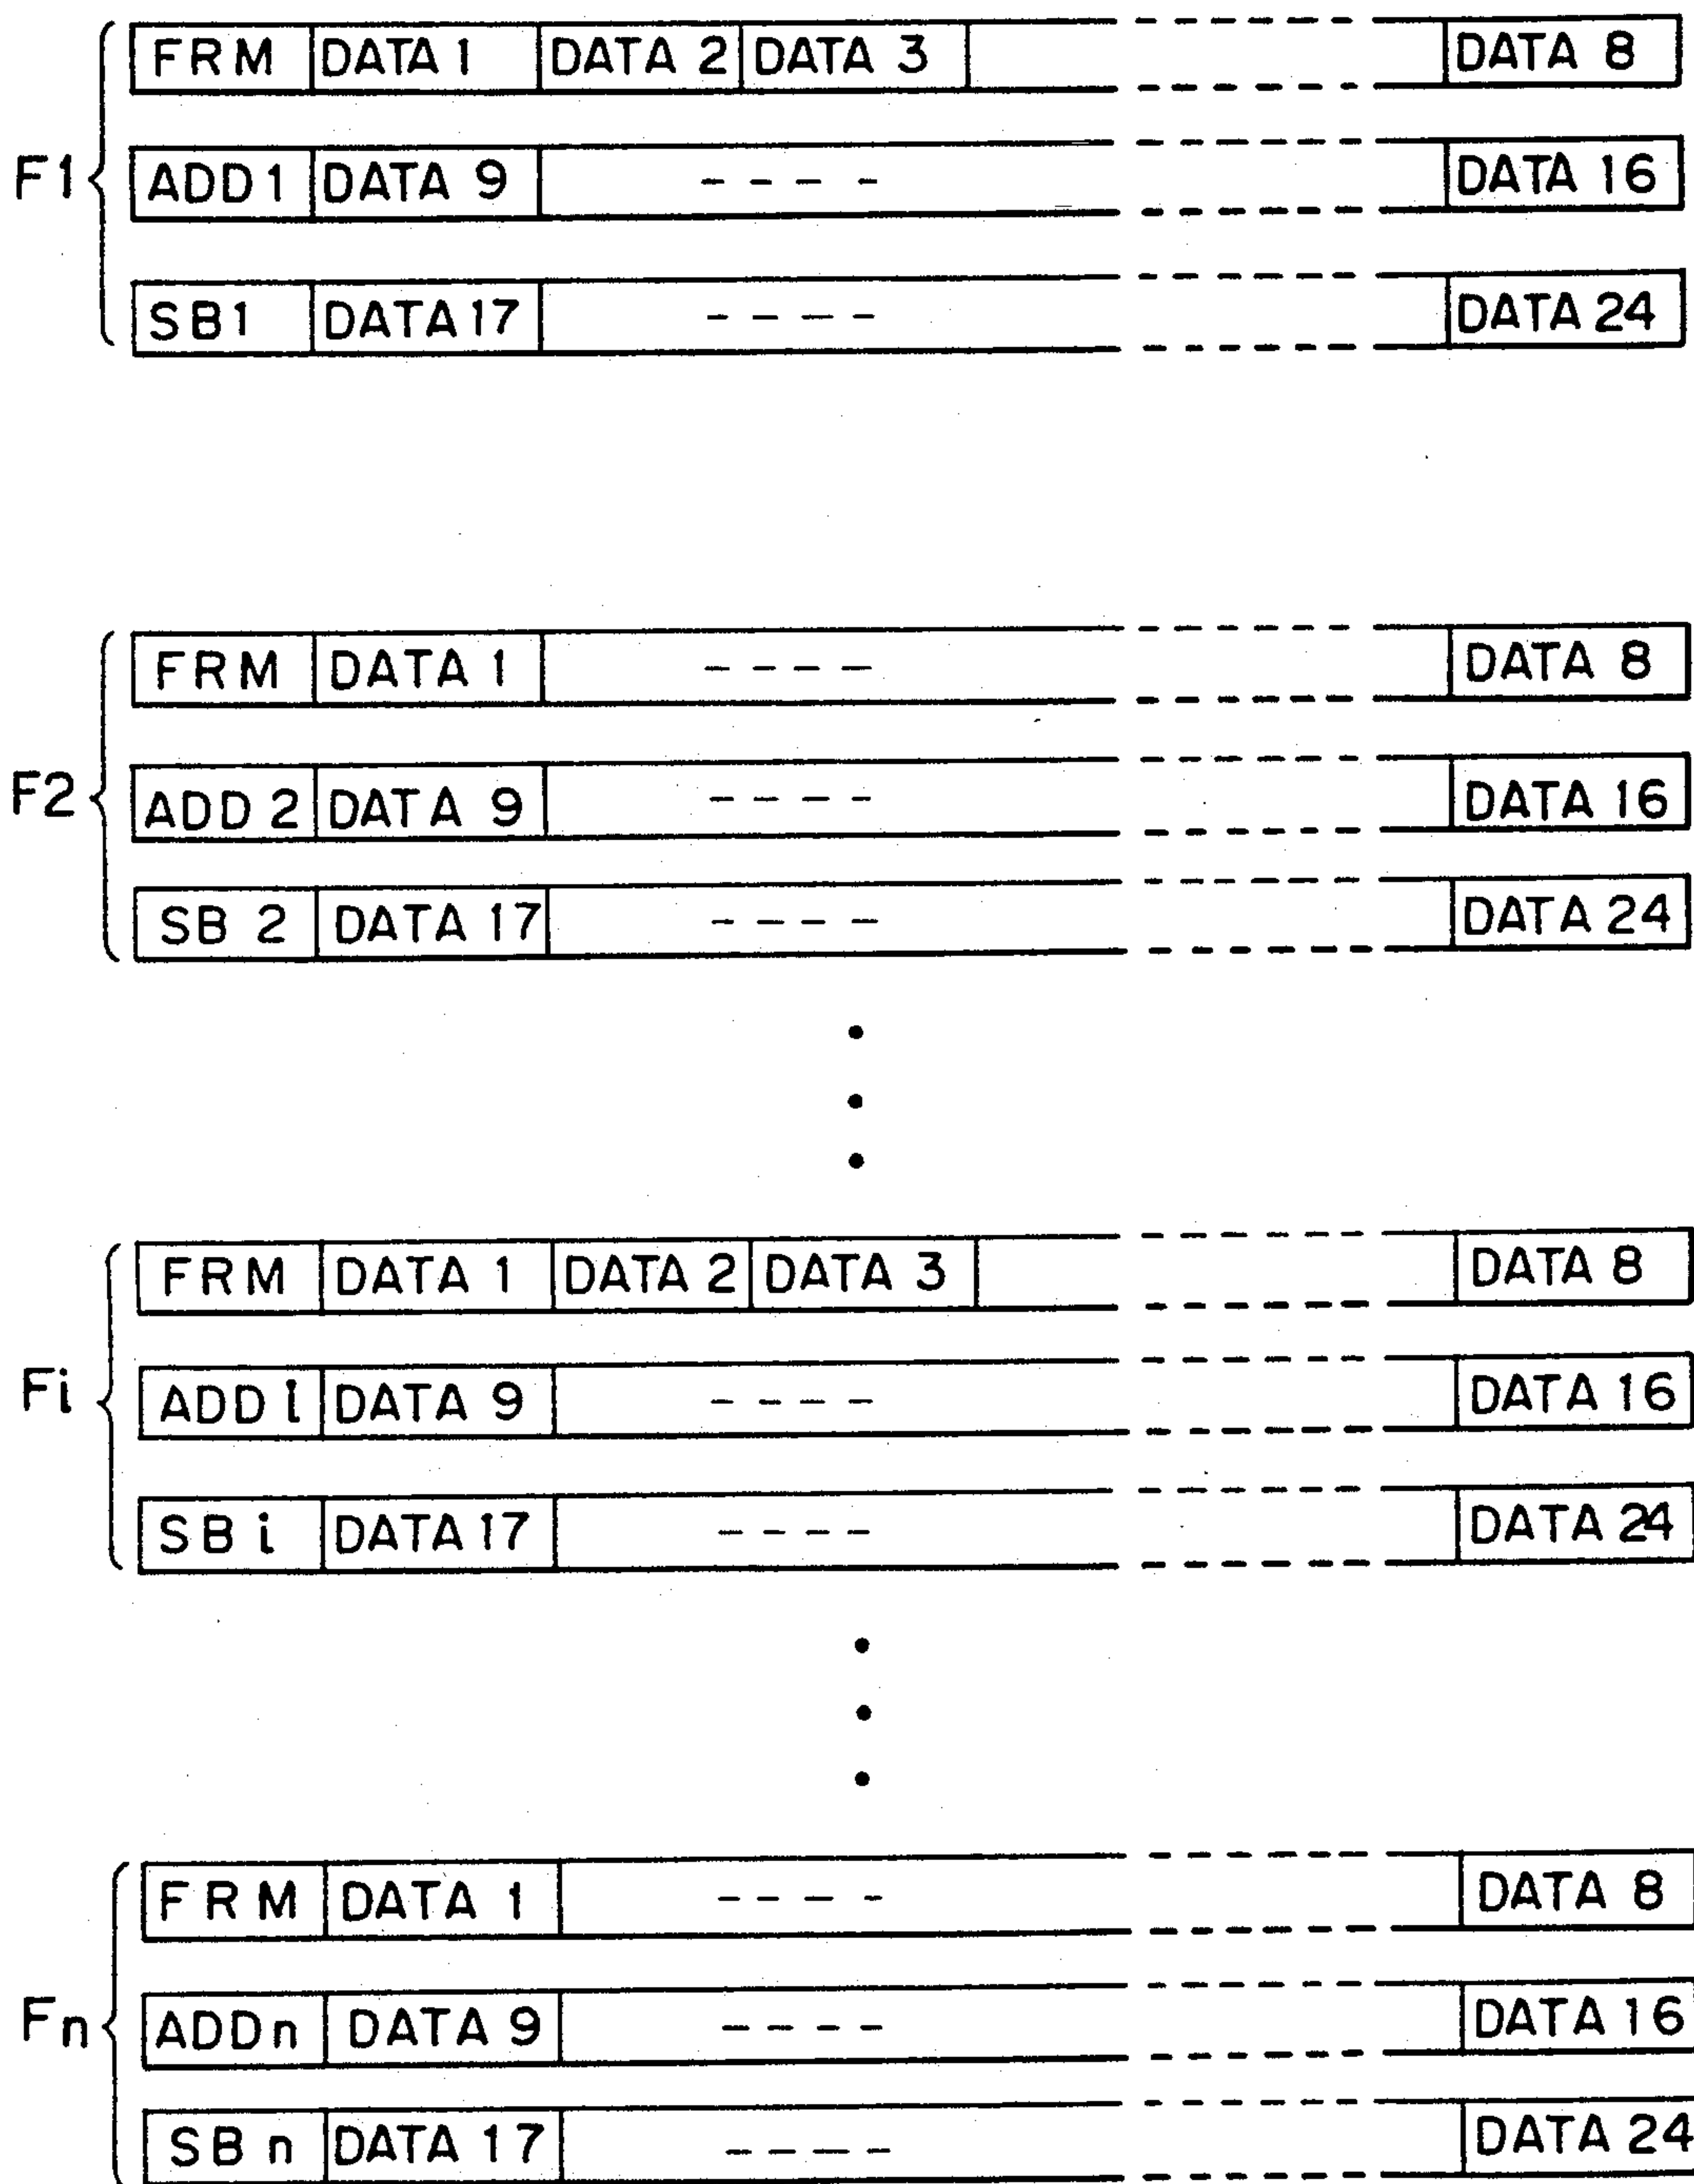 FRM DATA 1 DATA 2 DATA 3 DATA 8
F1 ADD1 DATA 9 DATA 16
SB1 DATA 17 DATA 24
FRM DATA 1 DATA 8
F2 ADD 2 DATA 9 DATA 16
SB 2 DATA 17 DATA 24
FRM DATA 1 DATA 2 DATA 3 DATA 8
Fi ADD i DATA 9 DATA 16
SB i DATA 17 DATA 24
FRM DATA 1 DATA 8
Fn ADDn DATA 9 DATA 16
SB n DATA 17 DATA 24